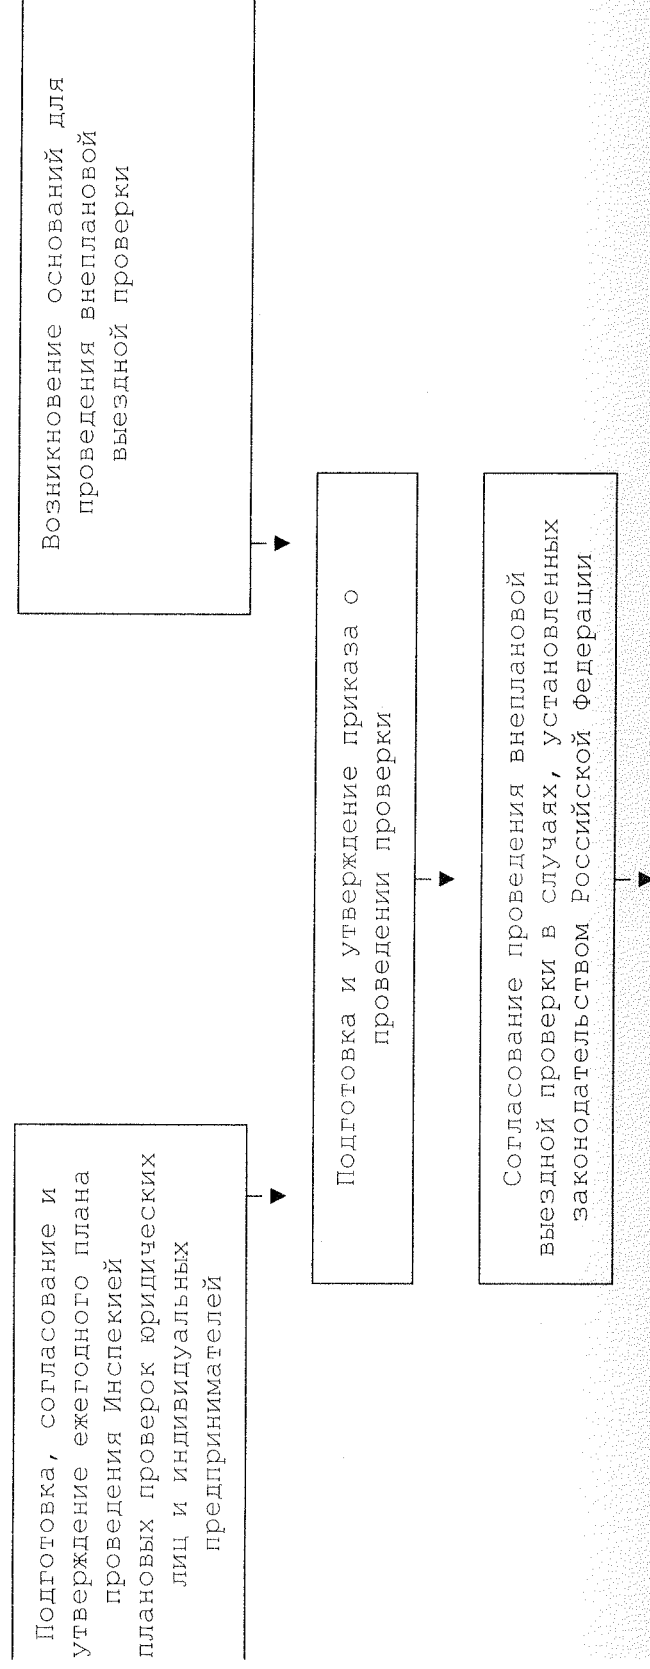 Подготовка, согласование и
утверждение ежегодного плана
проведения Инспекией
плановых проверок юридических
лиц и индивидуальных
предпринимателей
Возникновение оснований для
проведения внеплановой
выездной проверки
Подготовка и утверждение приказа о
проведении проверки
Согласование проведения внеплановой
выездной проверки в случаях, установленных
законодательством Российской Федерации